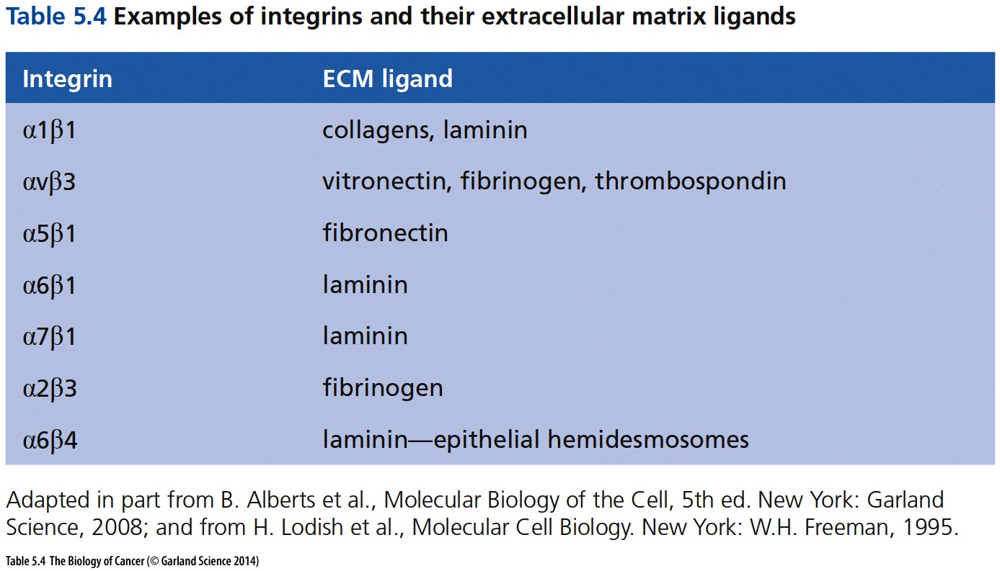 Table 5.4 Examples of integrins and their extracellular matrix ligands
Integrin ECM ligand
α1β1 collagens, laminin
αvβ3 vitronectin, fibrinogen, thrombospondin
α5β1 fibronectin
α6β1 laminin
α7β1 laminin
α2β3 fibrinogen
α6β4 laminin—epithelial hemidesmosomes
Adapted in part from B. Alberts et al., Molecular Biology of the Cell, 5th ed. New York: Garland
Science, 2008; and from H. Lodish et al., Molecular Cell Biology. New York: W.H. Freeman, 1995.
Table 5.4 The Biology of Cancer (© Garland Science 2014)